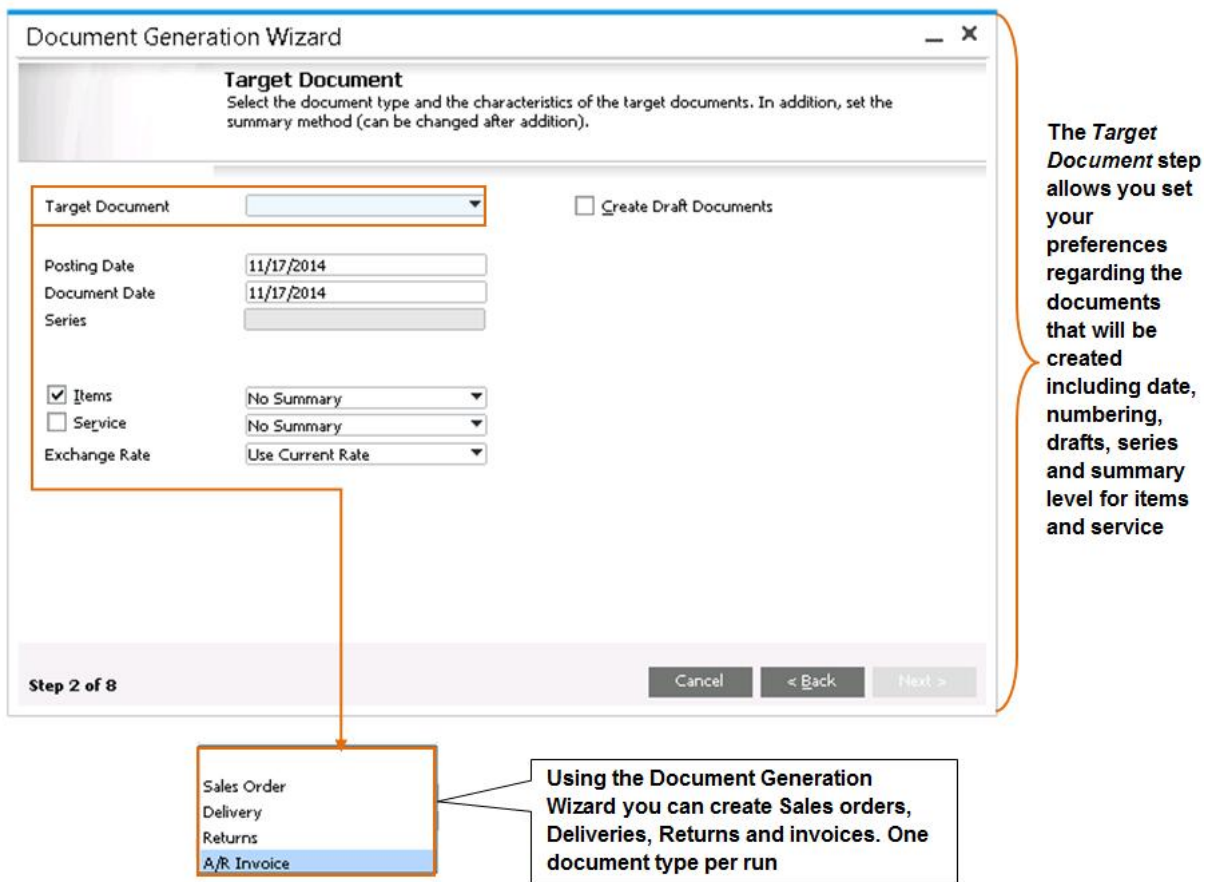 Document Generation Wizard
Target Document
Select the document type and the characteristics of the target documents. In addition, set the
summary method (can be changed after addition).
Target Document
Create Draft Documents
Posting Date 11/17/2014
Document Date 11/17/2014
Series
Items No Summary
Service No Summary
Exchange Rate Use Current Rate
Step 2 of 8
Cancel
< Back
Next >
The Target
Document step
allows you set
your
preferences
regarding the
documents
that will be
created
including date,
numbering,
drafts, series
and summary
level for items
and service
Sales Order
Delivery
Returns
A/R Invoice
Using the Document Generation
Wizard you can create Sales orders,
Deliveries, Returns and invoices. One
document type per run